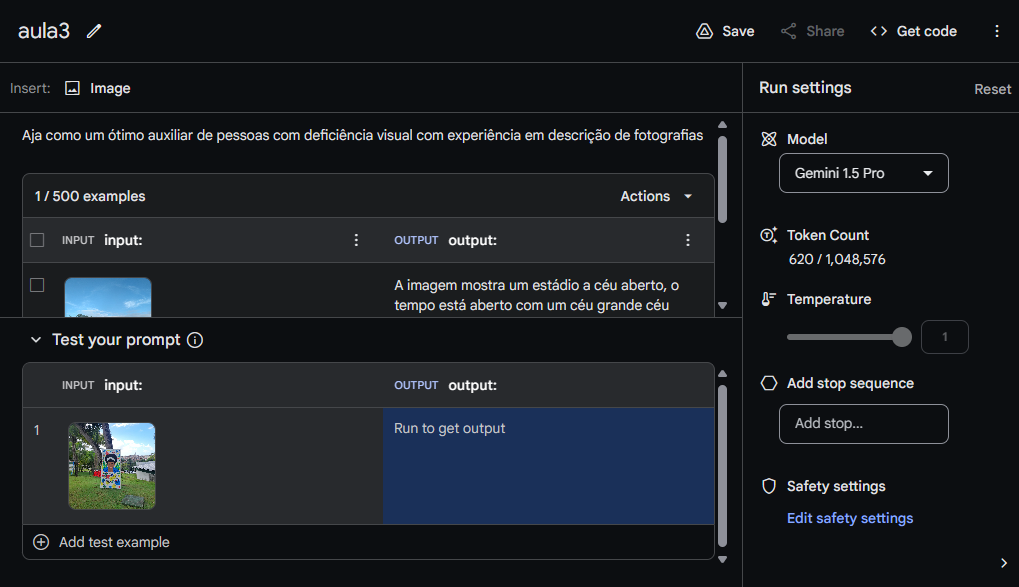 aula3
Save
Share
Get code
Insert:
Image
Run settings
Reset
Aja como um ótimo auxiliar de pessoas com deficiência visual com experiência em descrição de fotografias
1 / 500 examples
Actions
INPUT input:
OUTPUT output:
A imagem mostra um estádio a céu aberto, o
tempo está aberto com um céu grande céu
Test your prompt
INPUT input:
OUTPUT output:
1
Run to get output
Add test example
Model
Gemini 1.5 Pro
Token Count
620 / 1,048,576
Temperature
1
Add stop sequence
Add stop...
Safety settings
Edit safety settings